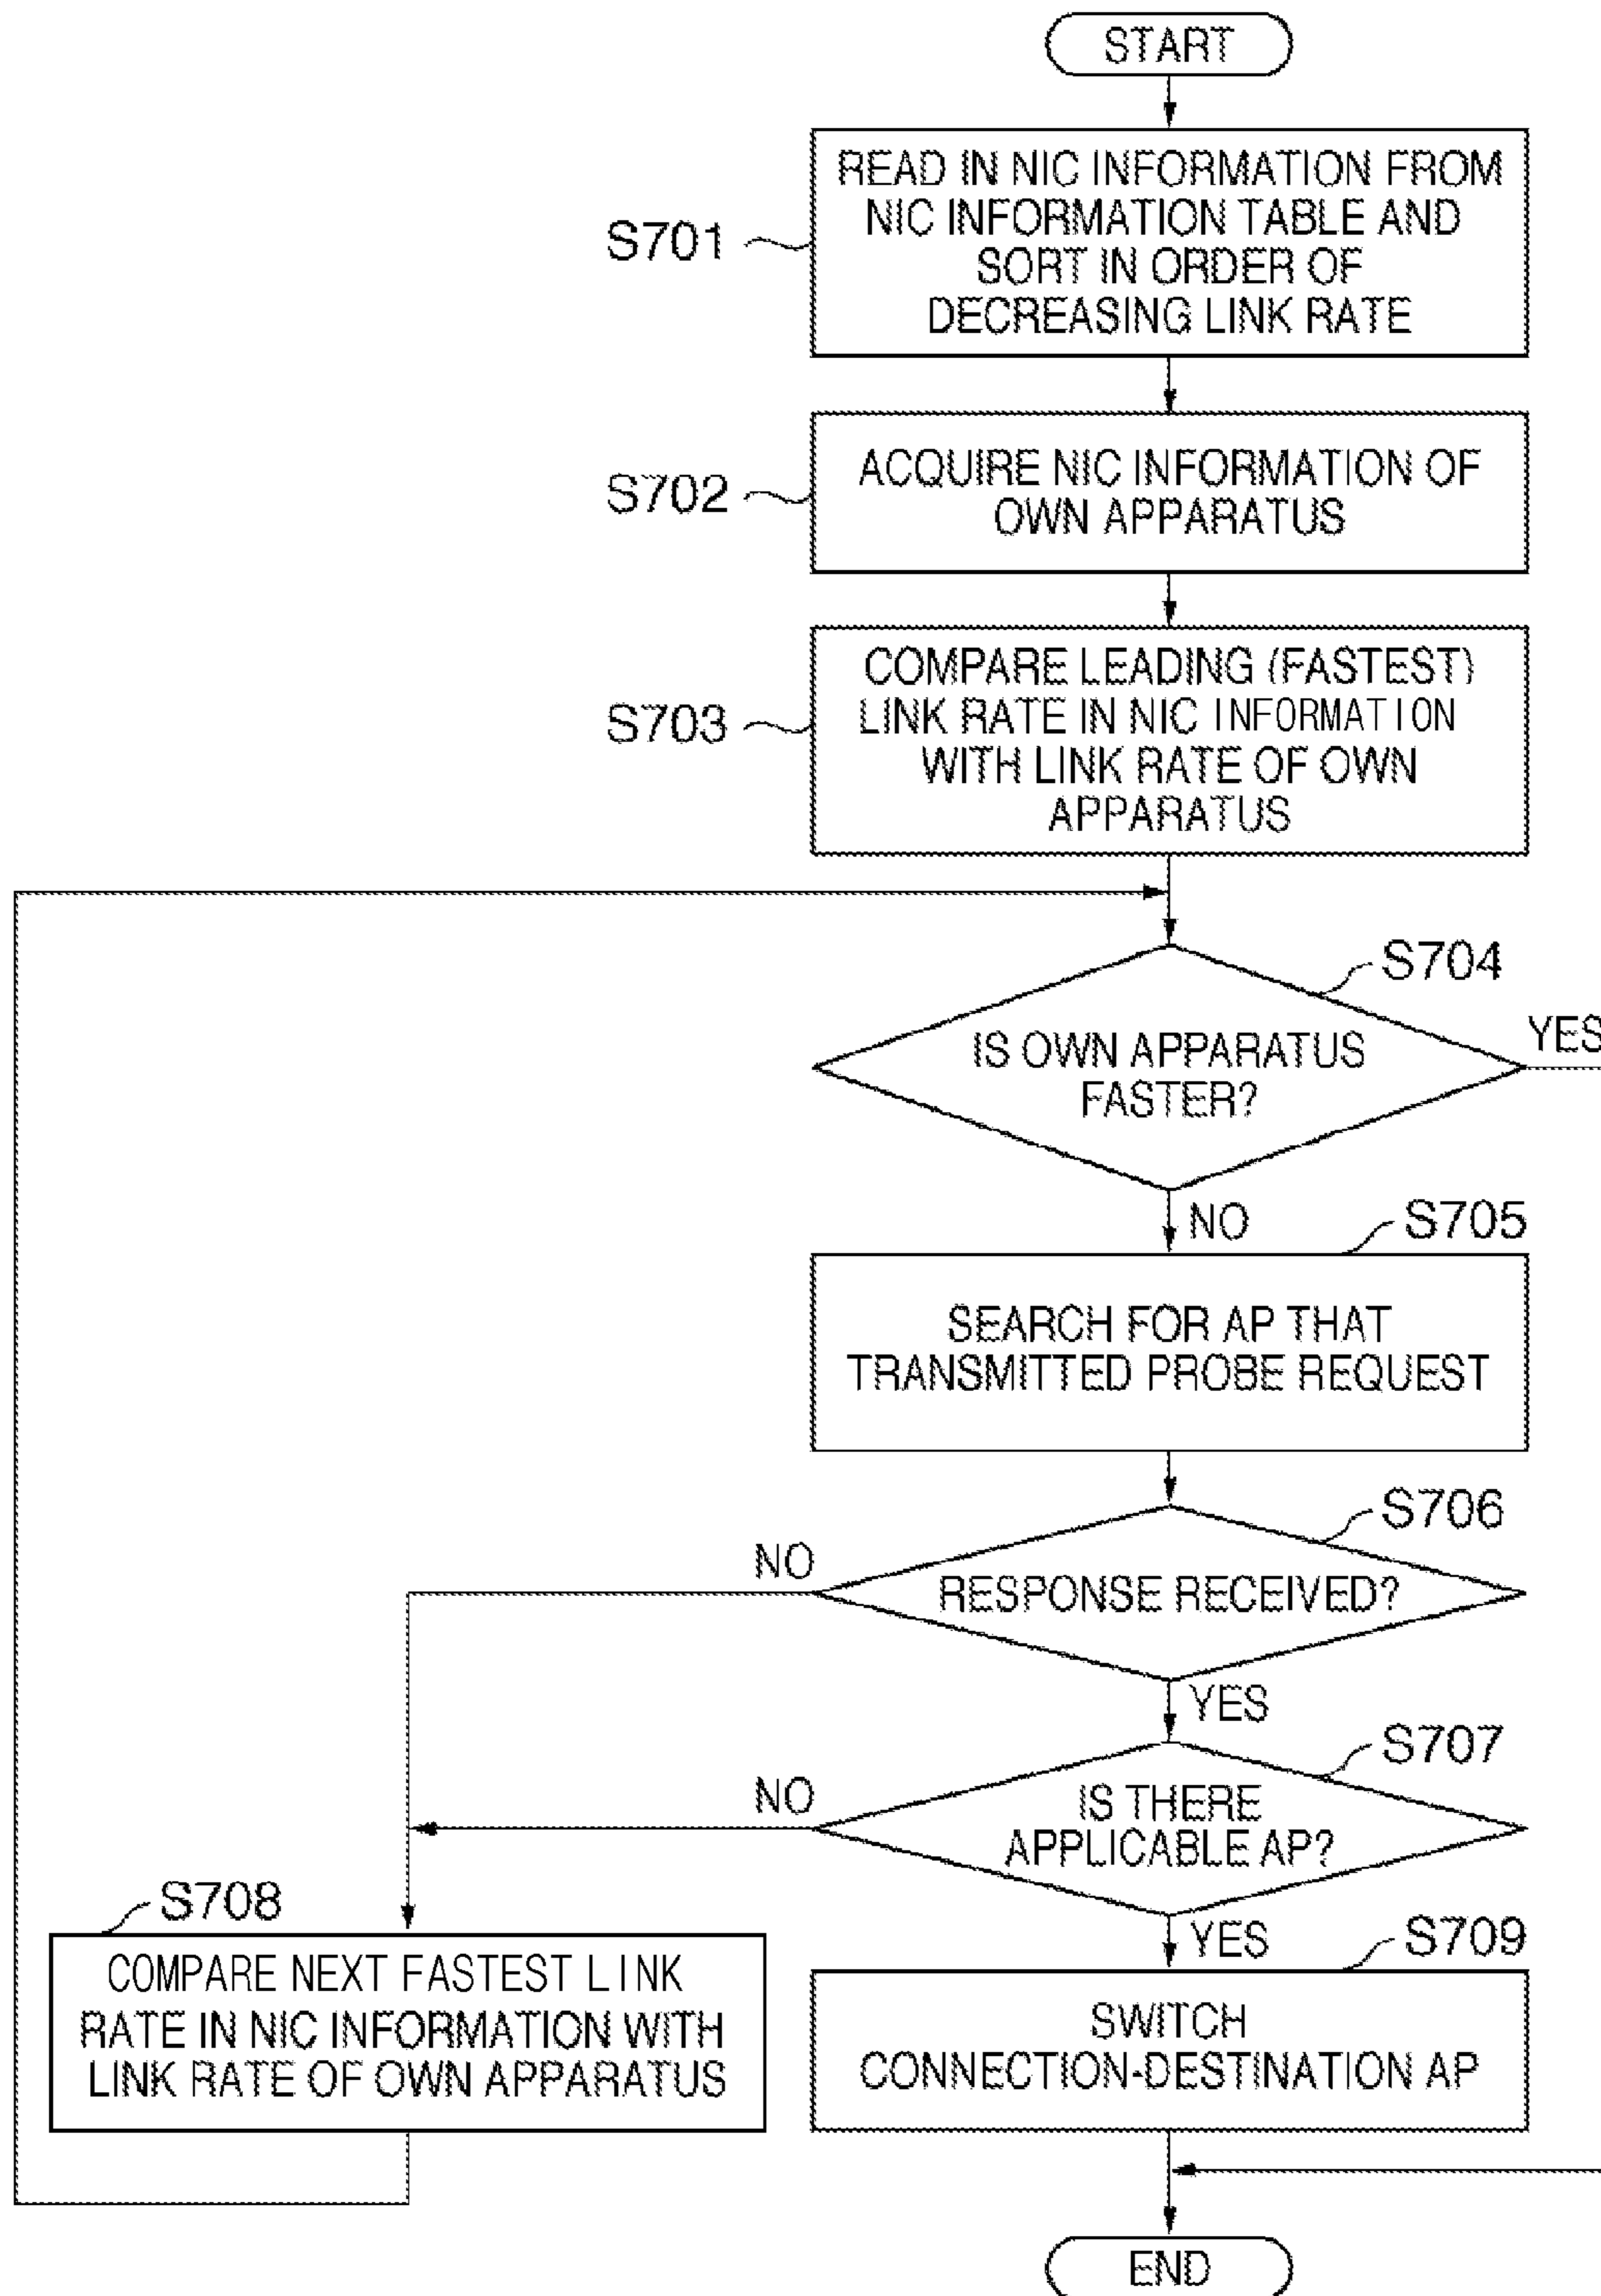 START
S701
READ IN NIC INFORMATION FROM
NIC INFORMATION TABLE AND
SORT IN ORDER OF
DECREASING LINK RATE
S702
ACQUIRE NIC INFORMATION OF
OWN APPARATUS
S703
COMPARE LEADING (FASTEST)
LINK RATE IN NIC INFORMATION
WITH LINK RATE OF OWN
APPARATUS
S704
IS OWN APPARATUS
FASTER?
YES
NO
S705
SEARCH FOR AP THAT
TRANSMITTED PROBE REQUEST
S706
RESPONSE RECEIVED?
NO
YES
S707
IS THERE
APPLICABLE AP?
NO
YES
S708
COMPARE NEXT FASTEST LINK
RATE IN NIC INFORMATION WITH
LINK RATE OF OWN APPARATUS
S709
SWITCH
CONNECTION-DESTINATION AP
END